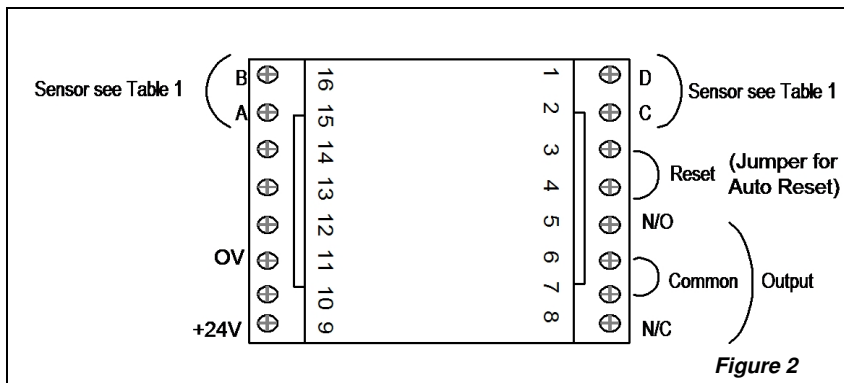 B 16 1 D
Sensor see Table 1 Sensor see Table 1
A 15 2 C
14 3
Reset (Jumper for
Auto Reset)
13 4
12 5 N/O
OV 11 6
Common Output
10 7
+24V 9 8 N/C
Figure 2